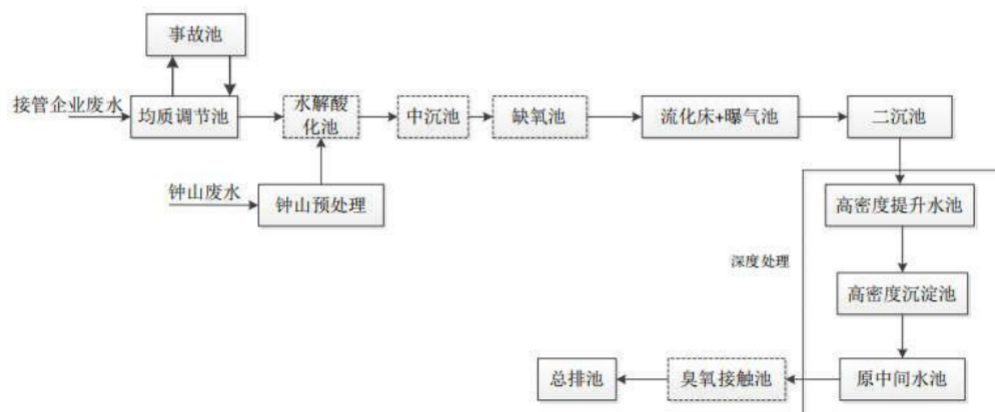 事故池
接管企业废水
均质调节池
水解酸
化池
中沉池
缺氧池
流化床+曝气池
二沉池
钟山废水
钟山预处理
高密度提升水池
深度处理
高密度沉淀池
总排池
臭氧接触池
原中间水池